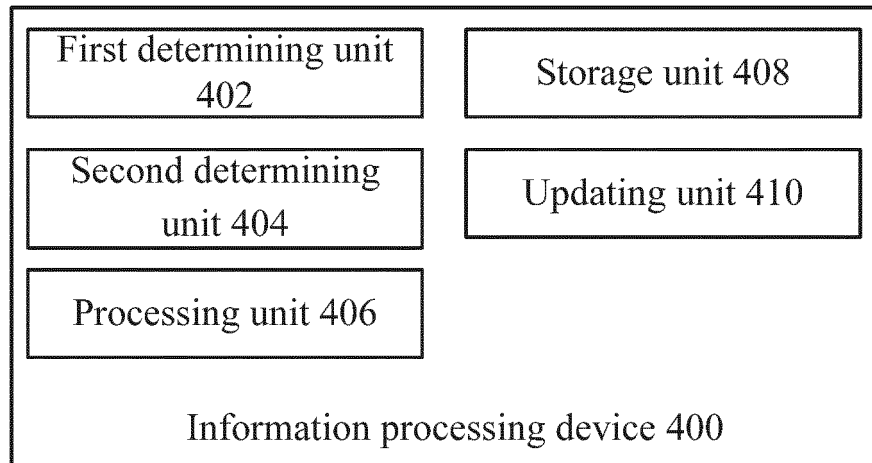 First determining unit
402
Second determining
unit 404
Processing unit 406
Storage unit 408
Updating unit 410
Information processing device 400